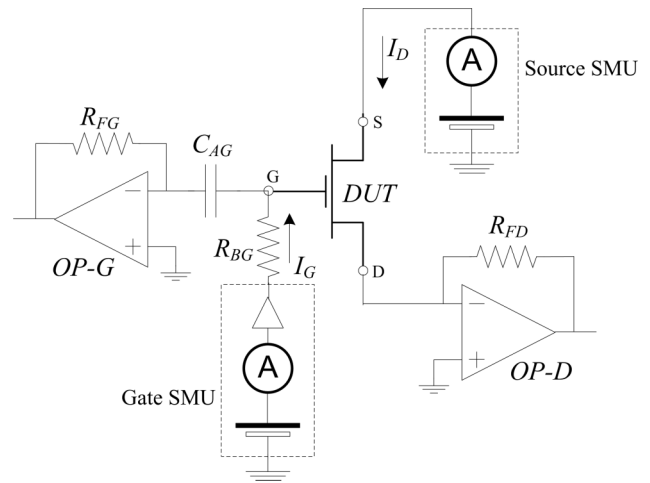 I_D
A
Source SMU
R_FG
C_AG
S
G
DUT
−
+
OP-G
R_BG
I_G
D
R_FD
−
+
OP-D
A
Gate SMU